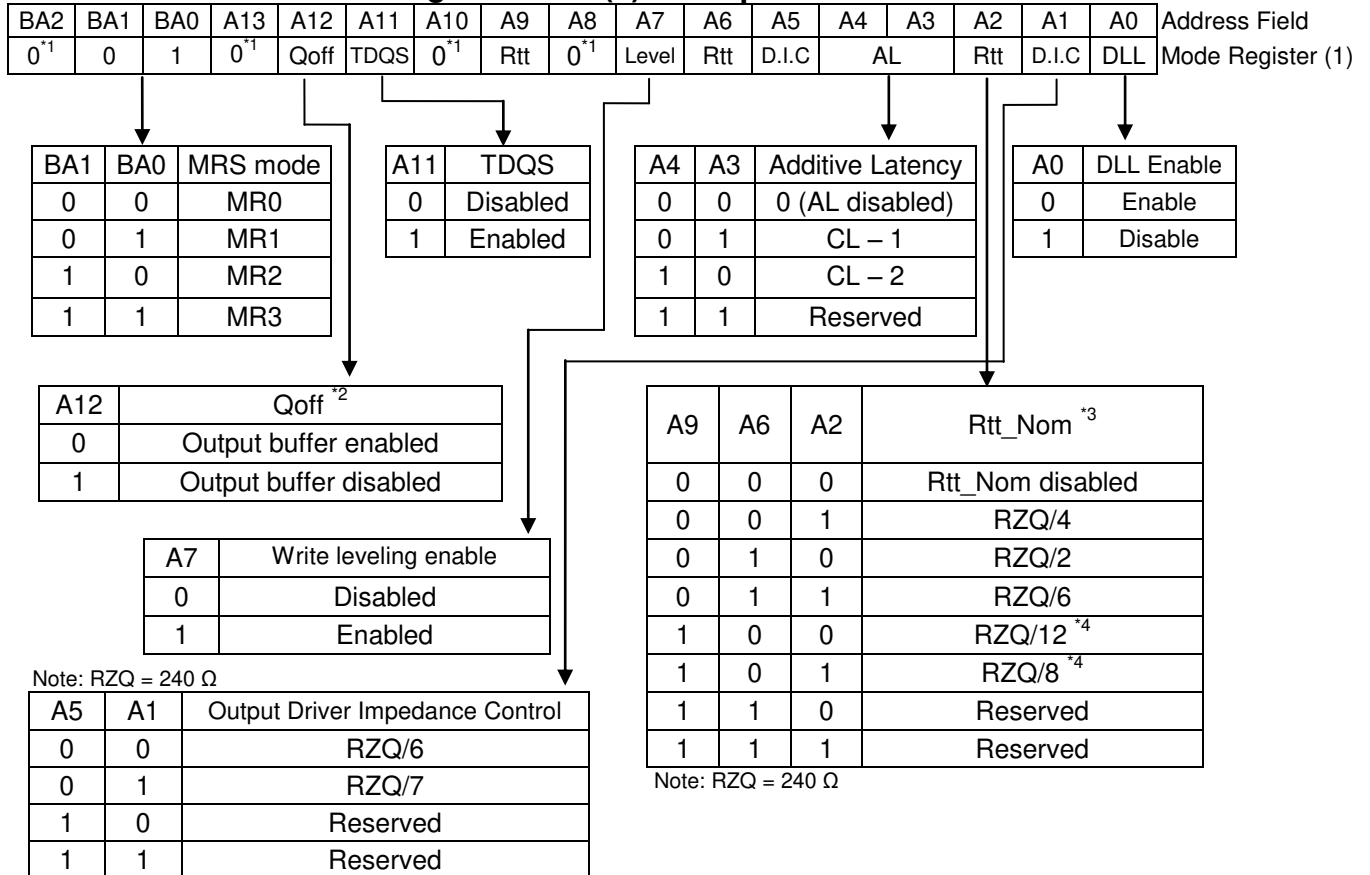 BA2 BA1 BA0 A13 A12 A11 A10 A9 A8 A7 A6 A5 A4 A3 A2 A1 A0 Address Field
0*1 0 1 0*1 Qoff TDQS 0*1 Rtt 0*1 Level Rtt D.I.C AL Rtt D.I.C DLL Mode Register (1)
BA1 BA0 MRS mode
0 0 MR0
0 1 MR1
1 0 MR2
1 1 MR3
A11 TDQS
0 Disabled
1 Enabled
A4 A3 Additive Latency
0 0 0 (AL disabled)
0 1 CL – 1
1 0 CL – 2
1 1 Reserved
A0 DLL Enable
0 Enable
1 Disable
A12 Qoff *2
0 Output buffer enabled
1 Output buffer disabled
A7 Write leveling enable
0 Disabled
1 Enabled
Note: RZQ = 240 Ω
A5 A1 Output Driver Impedance Control
0 0 RZQ/6
0 1 RZQ/7
1 0 Reserved
1 1 Reserved
A9 A6 A2 Rtt_Nom *3
0 0 0 Rtt_Nom disabled
0 0 1 RZQ/4
0 1 0 RZQ/2
0 1 1 RZQ/6
1 0 0 RZQ/12 *4
1 0 1 RZQ/8 *4
1 1 0 Reserved
1 1 1 Reserved
Note: RZQ = 240 Ω